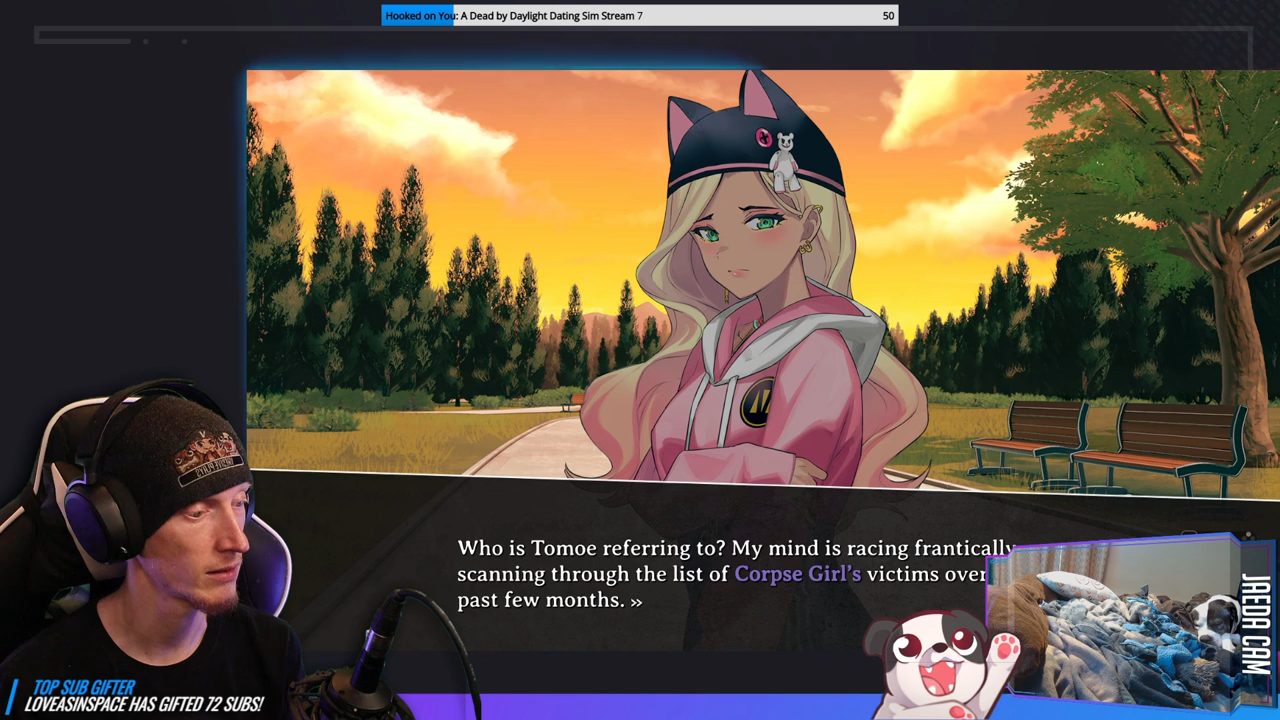 Hooked on You: A Dead by Daylight Dating Sim Stream 7
50
Who is Tomoe referring to? My mind is racing frantically
scanning through the list of Corpse Girl's victims over
past few months. »
JAEDA CAM
TOP SUB GIFTER
LOVEASINSPACE HAS GIFTED 72 SUBS!